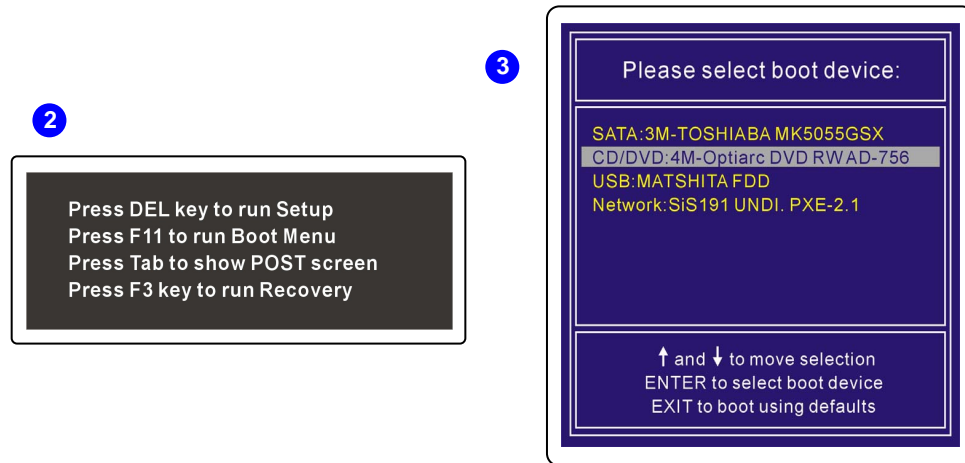 2
Press DEL key to run Setup
Press F11 to run Boot Menu
Press Tab to show POST screen
Press F3 key to run Recovery
3
Please select boot device:
SATA:3M-TOSHIABA MK5055GSX
CD/DVD:4M-Optiarc DVD RW AD-756
USB:MATSHITA FDD
Network:SiS191 UNDI. PXE-2.1
↑ and ↓ to move selection
ENTER to select boot device
EXIT to boot using defaults